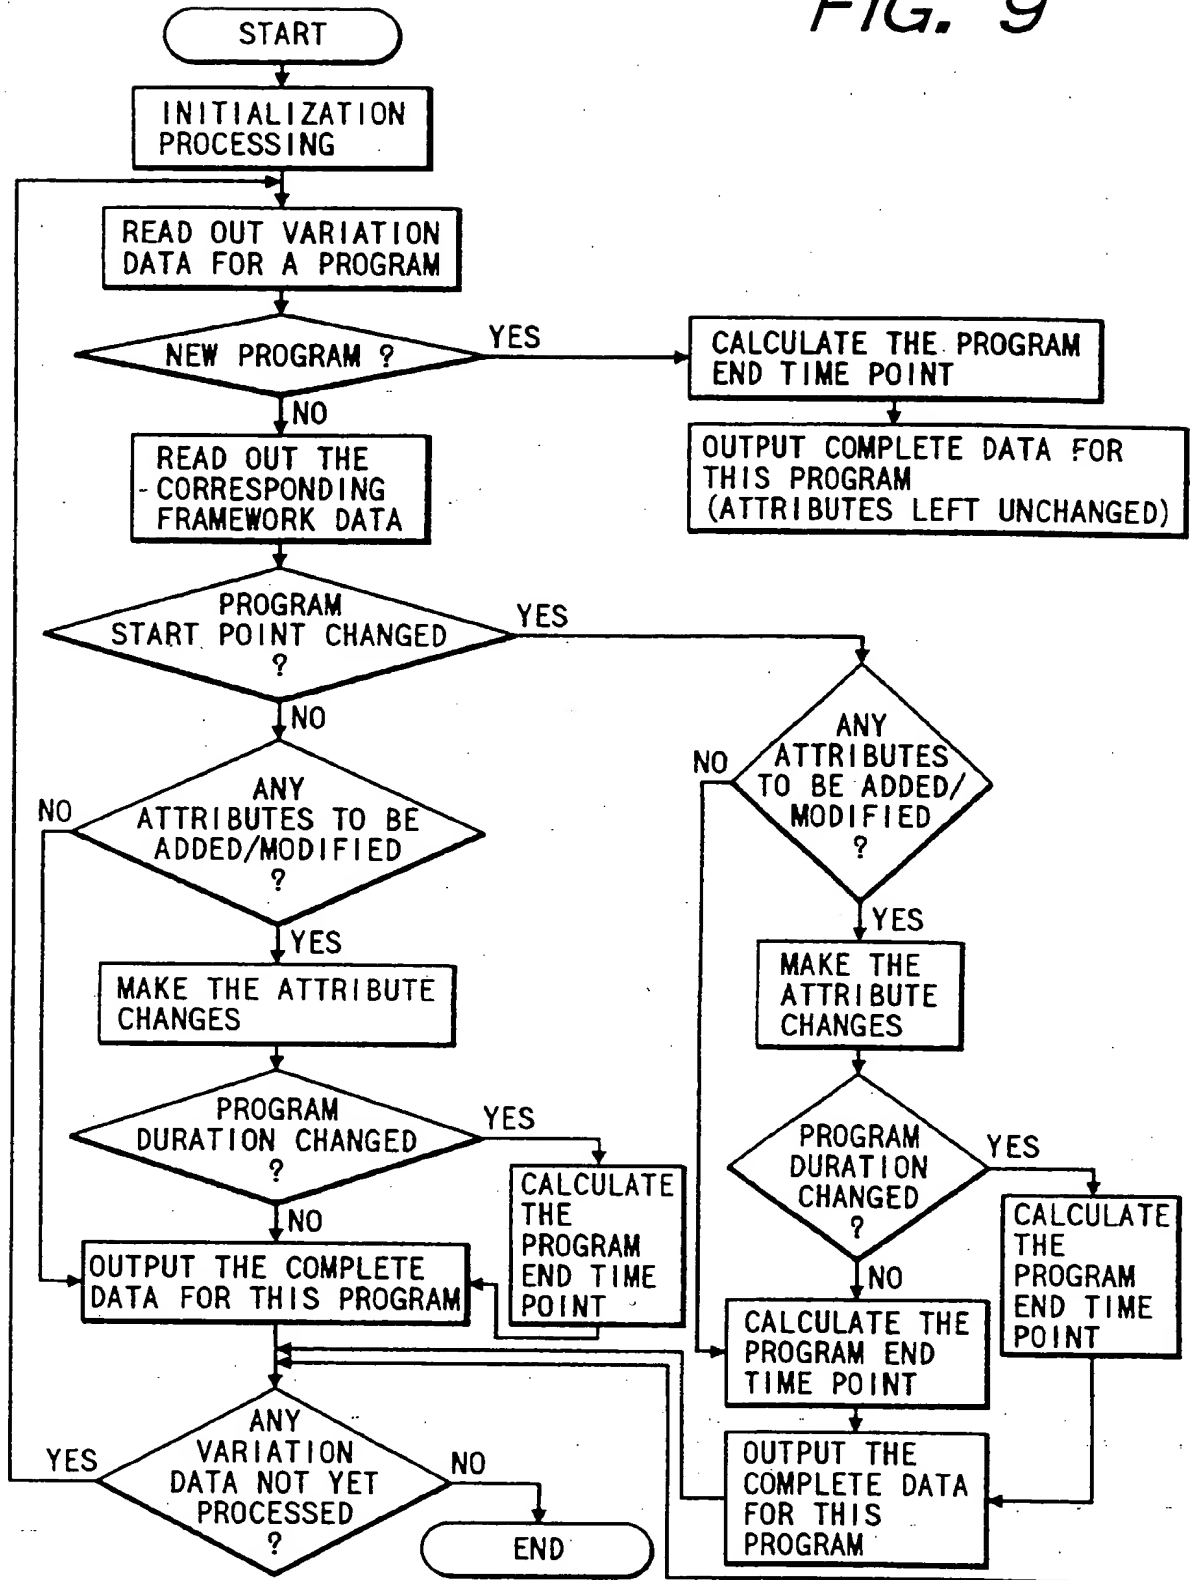 FIG. 9
START
INITIALIZATION
PROCESSING
READ OUT VARIATION
DATA FOR A PROGRAM
NEW PROGRAM ?
YES
CALCULATE THE PROGRAM
END TIME POINT
OUTPUT COMPLETE DATA FOR
THIS PROGRAM
(ATTRIBUTES LEFT UNCHANGED)
NO
READ OUT THE
CORRESPONDING
FRAMEWORK DATA
PROGRAM
START POINT CHANGED
?
YES
NO
ANY
ATTRIBUTES TO BE
ADDED/MODIFIED
?
NO
YES
MAKE THE ATTRIBUTE
CHANGES
PROGRAM
DURATION CHANGED
?
YES
CALCULATE
THE
PROGRAM
END TIME
POINT
NO
OUTPUT THE COMPLETE
DATA FOR THIS PROGRAM
ANY
ATTRIBUTES
TO BE ADDED/
MODIFIED
?
NO
YES
MAKE THE
ATTRIBUTE
CHANGES
PROGRAM
DURATION
CHANGED
?
YES
CALCULATE
THE
PROGRAM
END TIME
POINT
NO
CALCULATE THE
PROGRAM END
TIME POINT
OUTPUT THE
COMPLETE DATA
FOR THIS
PROGRAM
ANY
VARIATION
DATA NOT YET
PROCESSED
?
YES
NO
END